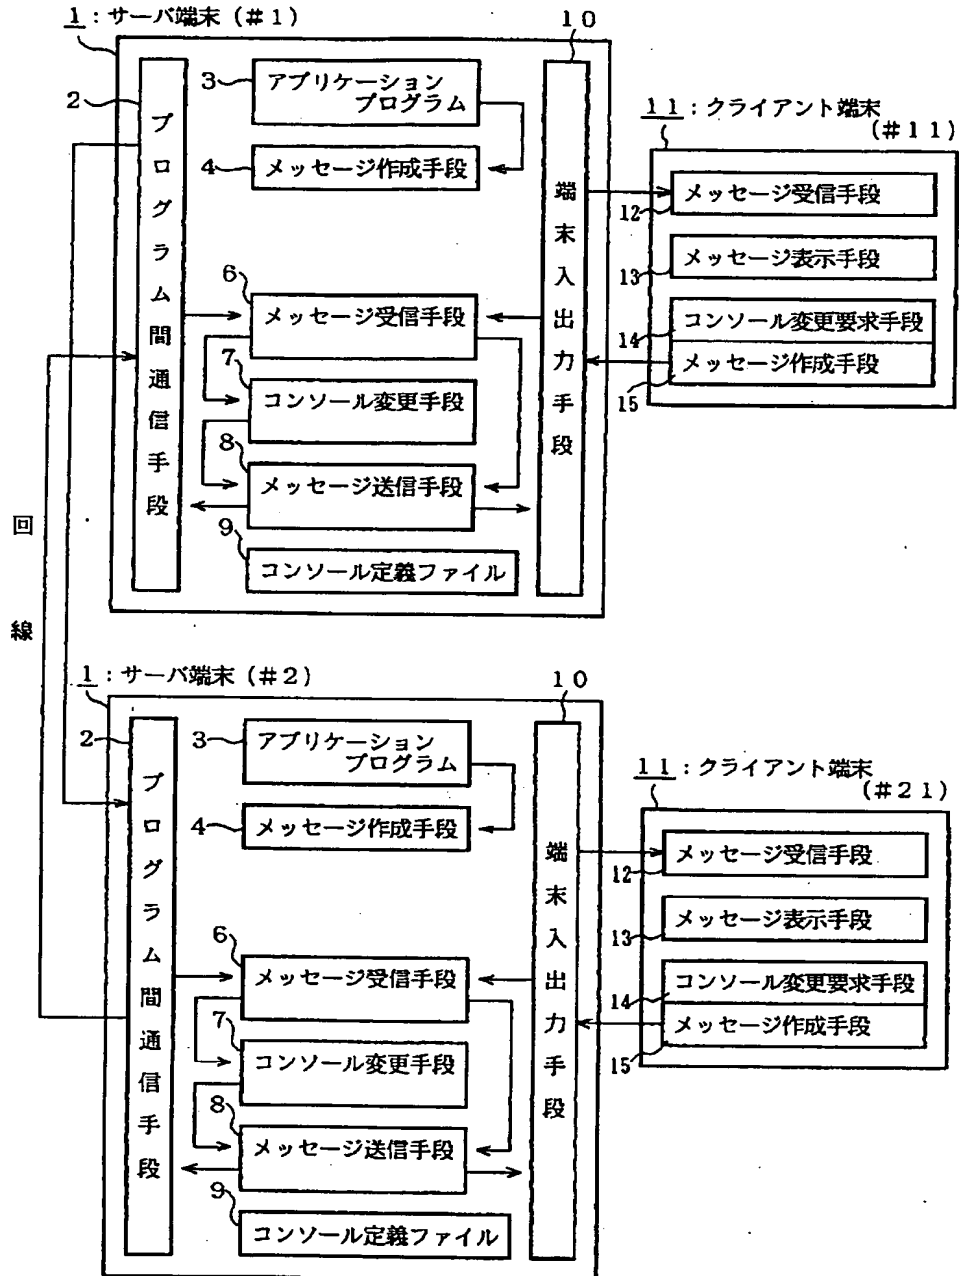 1：サーバ端末（＃1）
10
2
プログラム間通信手段
3
アプリケーション
プログラム
4
メッセージ作成手段
6
メッセージ受信手段
7
コンソール変更手段
8
メッセージ送信手段
9
コンソール定義ファイル
端末入出力手段
11：クライアント端末
（＃11）
12
メッセージ受信手段
13
メッセージ表示手段
14
コンソール変更要求手段
15
メッセージ作成手段
回線
1：サーバ端末（＃2）
10
2
プログラム間通信手段
3
アプリケーション
プログラム
4
メッセージ作成手段
6
メッセージ受信手段
7
コンソール変更手段
8
メッセージ送信手段
9
コンソール定義ファイル
端末入出力手段
11：クライアント端末
（＃21）
12
メッセージ受信手段
13
メッセージ表示手段
14
コンソール変更要求手段
15
メッセージ作成手段